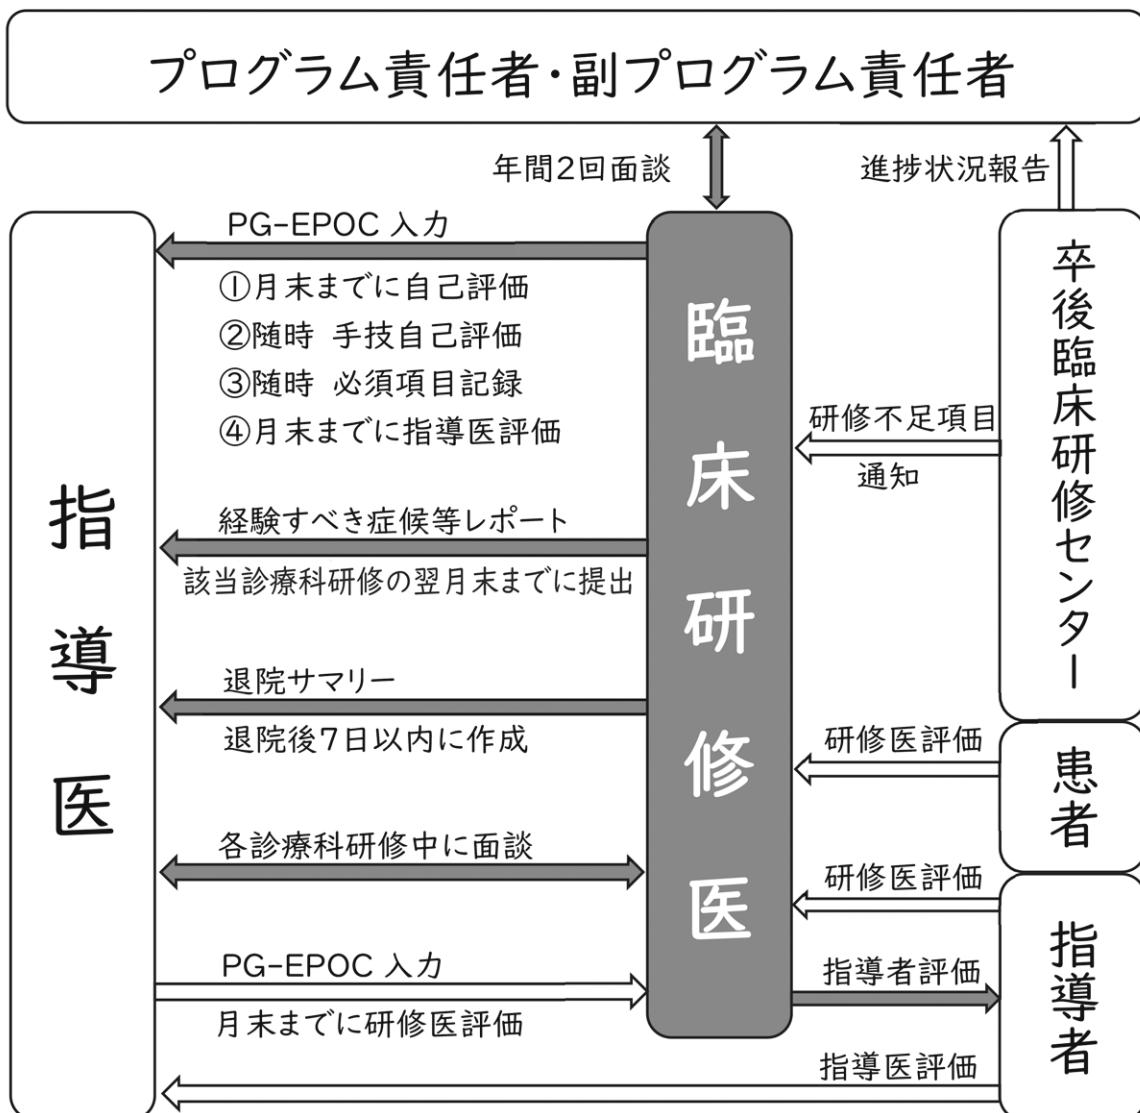 プログラム責任者・副プログラム責任者
年間2回面談
進捗状況報告
指導医
PG-EPOC 入力
①月末までに自己評価
②随時 手技自己評価
③随時 必須項目記録
④月末までに指導医評価
経験すべき症候等レポート
該当診療科研修の翌月末までに提出
退院サマリー
退院後7日以内に作成
各診療科研修中に面談
PG-EPOC 入力
月末までに研修医評価
臨床研修医
研修不足項目
通知
研修医評価
研修医評価
指導者評価
指導医評価
卒後臨床研修センター
患者
指導者